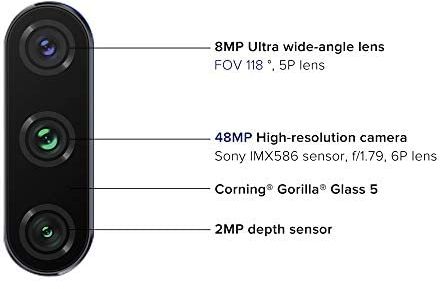 8MP Ultra wide-angle lens
FOV 118 °, 5P lens
48MP High-resolution camera
Sony IMX586 sensor, f/1.79, 6P lens
Corning® Gorilla® Glass 5
2MP depth sensor